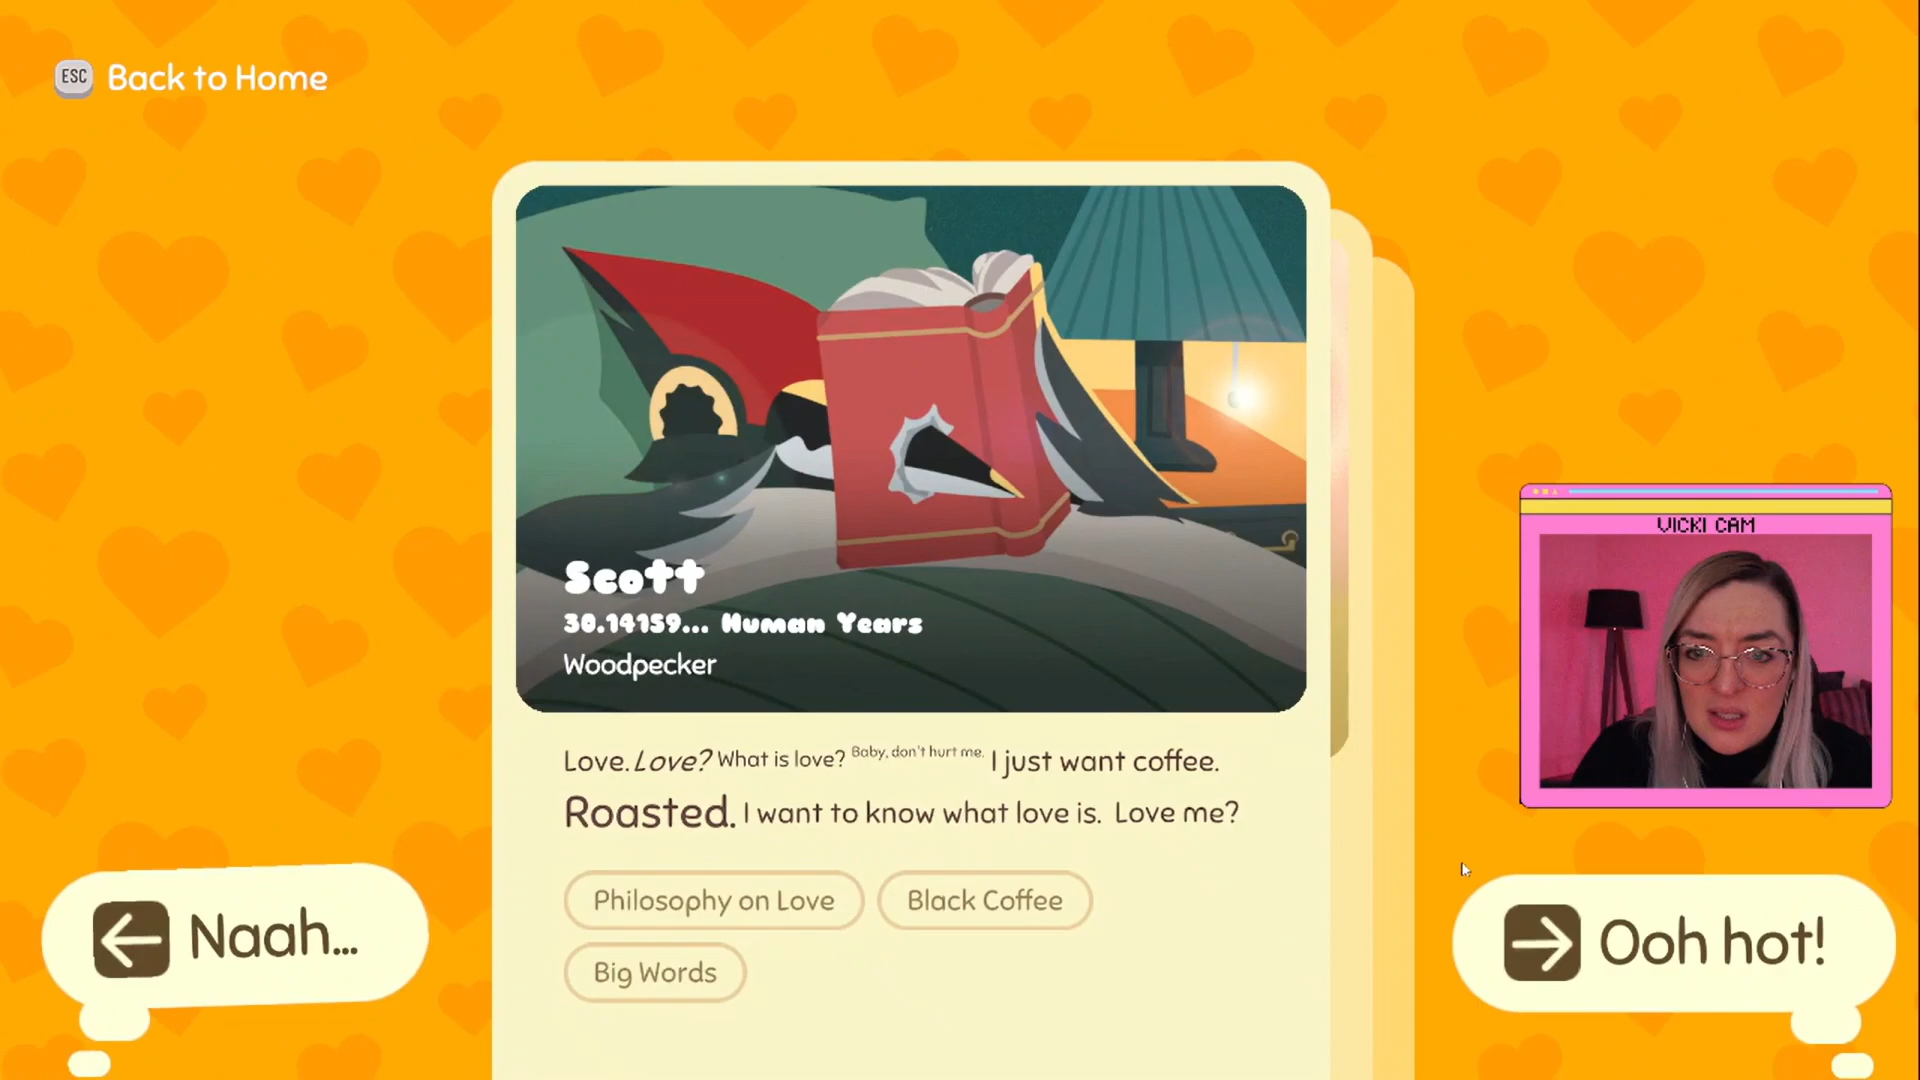 ESC Back to Home
Scott
30.14159... Human Years
Woodpecker
Love. Love? What is love? Baby, don't hurt me. I just want coffee.
Roasted. I want to know what love is. Love me?
Philosophy on Love
Black Coffee
Big Words
VICKI CAM
Naah...
Ooh hot!